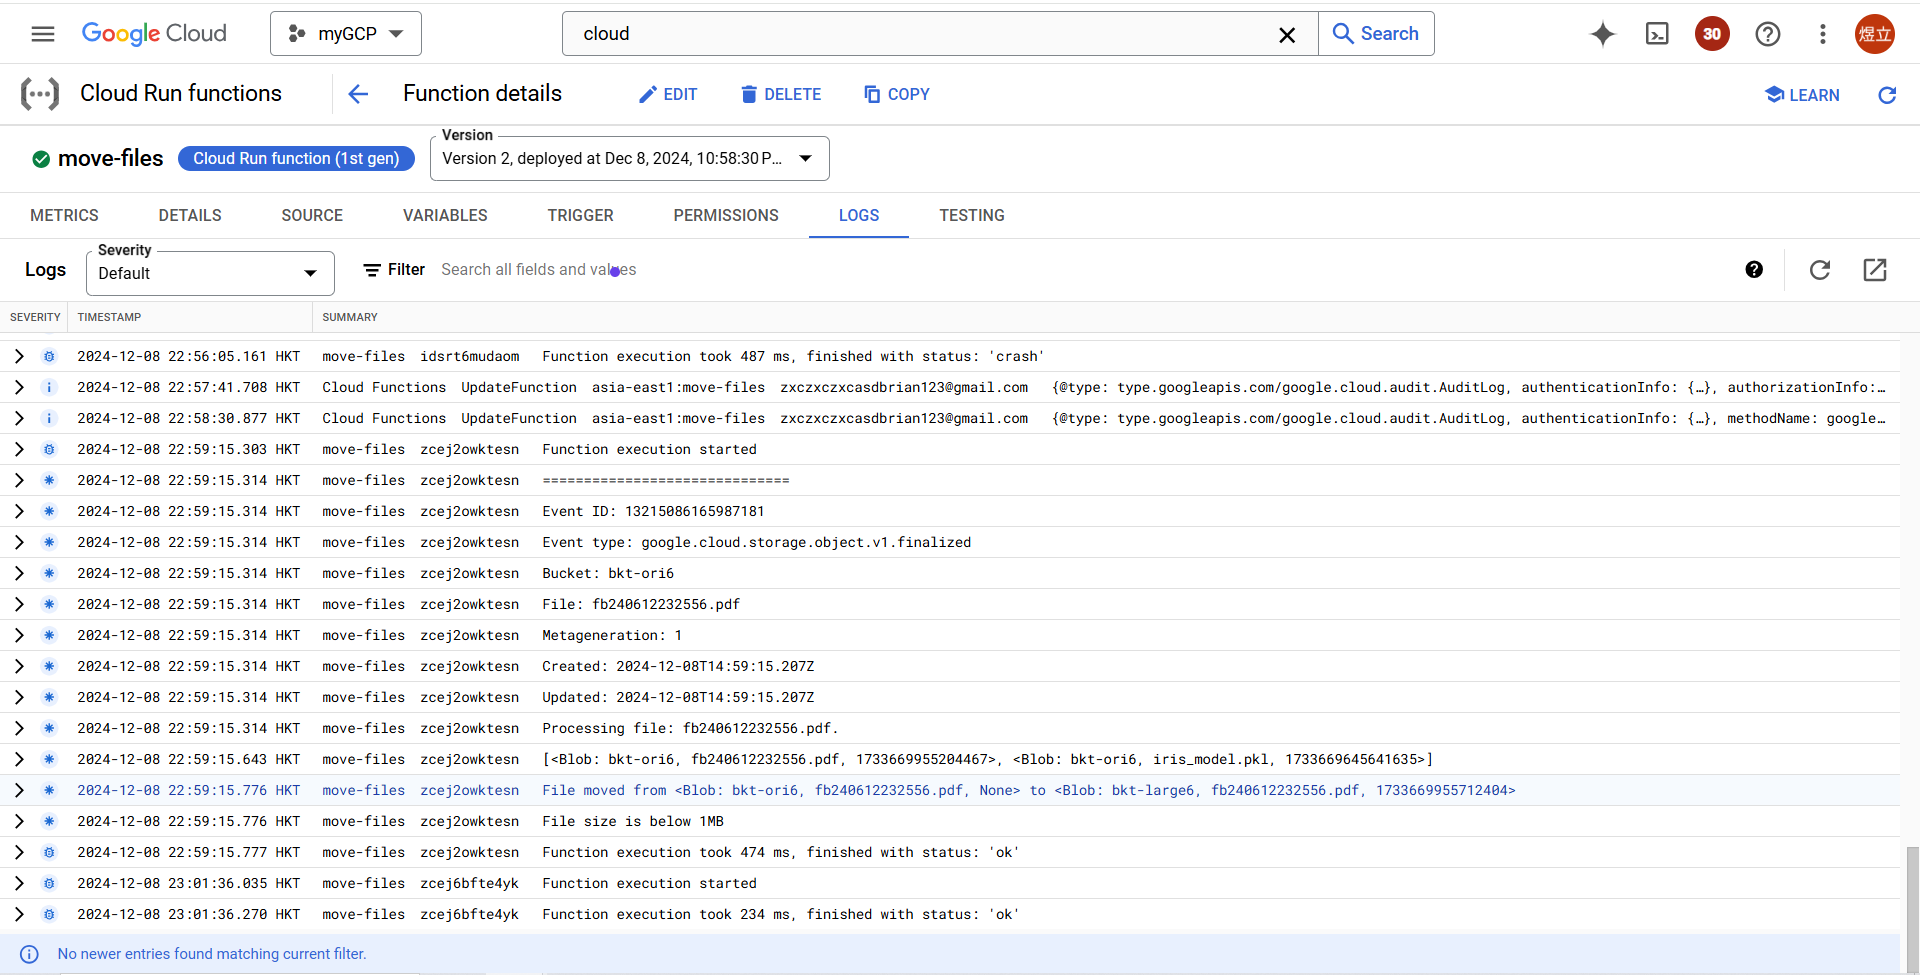 Google Cloud myGCP cloud Search 30 煜立
Cloud Run functions Function details EDIT DELETE COPY LEARN
Version
move-files Cloud Run function (1st gen) Version 2, deployed at Dec 8, 2024, 10:58:30 P...
METRICS DETAILS SOURCE VARIABLES TRIGGER PERMISSIONS LOGS TESTING
Severity
Logs Default Filter Search all fields and values
SEVERITY TIMESTAMP SUMMARY
2024-12-08 22:56:05.161 HKT move-files idsrt6mudaom Function execution took 487 ms, finished with status: 'crash'
2024-12-08 22:57:41.708 HKT Cloud Functions UpdateFunction asia-east1:move-files zxczxczxcasdbrian123@gmail.com {@type: type.googleapis.com/google.cloud.audit.AuditLog, authenticationInfo: {…}, authorizationInfo:…
2024-12-08 22:58:30.877 HKT Cloud Functions UpdateFunction asia-east1:move-files zxczxczxcasdbrian123@gmail.com {@type: type.googleapis.com/google.cloud.audit.AuditLog, authenticationInfo: {…}, methodName: google…
2024-12-08 22:59:15.303 HKT move-files zcej2owktesn Function execution started
2024-12-08 22:59:15.314 HKT move-files zcej2owktesn ==============================
2024-12-08 22:59:15.314 HKT move-files zcej2owktesn Event ID: 13215086165987181
2024-12-08 22:59:15.314 HKT move-files zcej2owktesn Event type: google.cloud.storage.object.v1.finalized
2024-12-08 22:59:15.314 HKT move-files zcej2owktesn Bucket: bkt-ori6
2024-12-08 22:59:15.314 HKT move-files zcej2owktesn File: fb240612232556.pdf
2024-12-08 22:59:15.314 HKT move-files zcej2owktesn Metageneration: 1
2024-12-08 22:59:15.314 HKT move-files zcej2owktesn Created: 2024-12-08T14:59:15.207Z
2024-12-08 22:59:15.314 HKT move-files zcej2owktesn Updated: 2024-12-08T14:59:15.207Z
2024-12-08 22:59:15.314 HKT move-files zcej2owktesn Processing file: fb240612232556.pdf.
2024-12-08 22:59:15.643 HKT move-files zcej2owktesn [<Blob: bkt-ori6, fb240612232556.pdf, 1733669955204467>, <Blob: bkt-ori6, iris_model.pkl, 1733669645641635>]
2024-12-08 22:59:15.776 HKT move-files zcej2owktesn File moved from <Blob: bkt-ori6, fb240612232556.pdf, None> to <Blob: bkt-large6, fb240612232556.pdf, 1733669955712404>
2024-12-08 22:59:15.776 HKT move-files zcej2owktesn File size is below 1MB
2024-12-08 22:59:15.777 HKT move-files zcej2owktesn Function execution took 474 ms, finished with status: 'ok'
2024-12-08 23:01:36.035 HKT move-files zcej6bfte4yk Function execution started
2024-12-08 23:01:36.270 HKT move-files zcej6bfte4yk Function execution took 234 ms, finished with status: 'ok'
No newer entries found matching current filter.